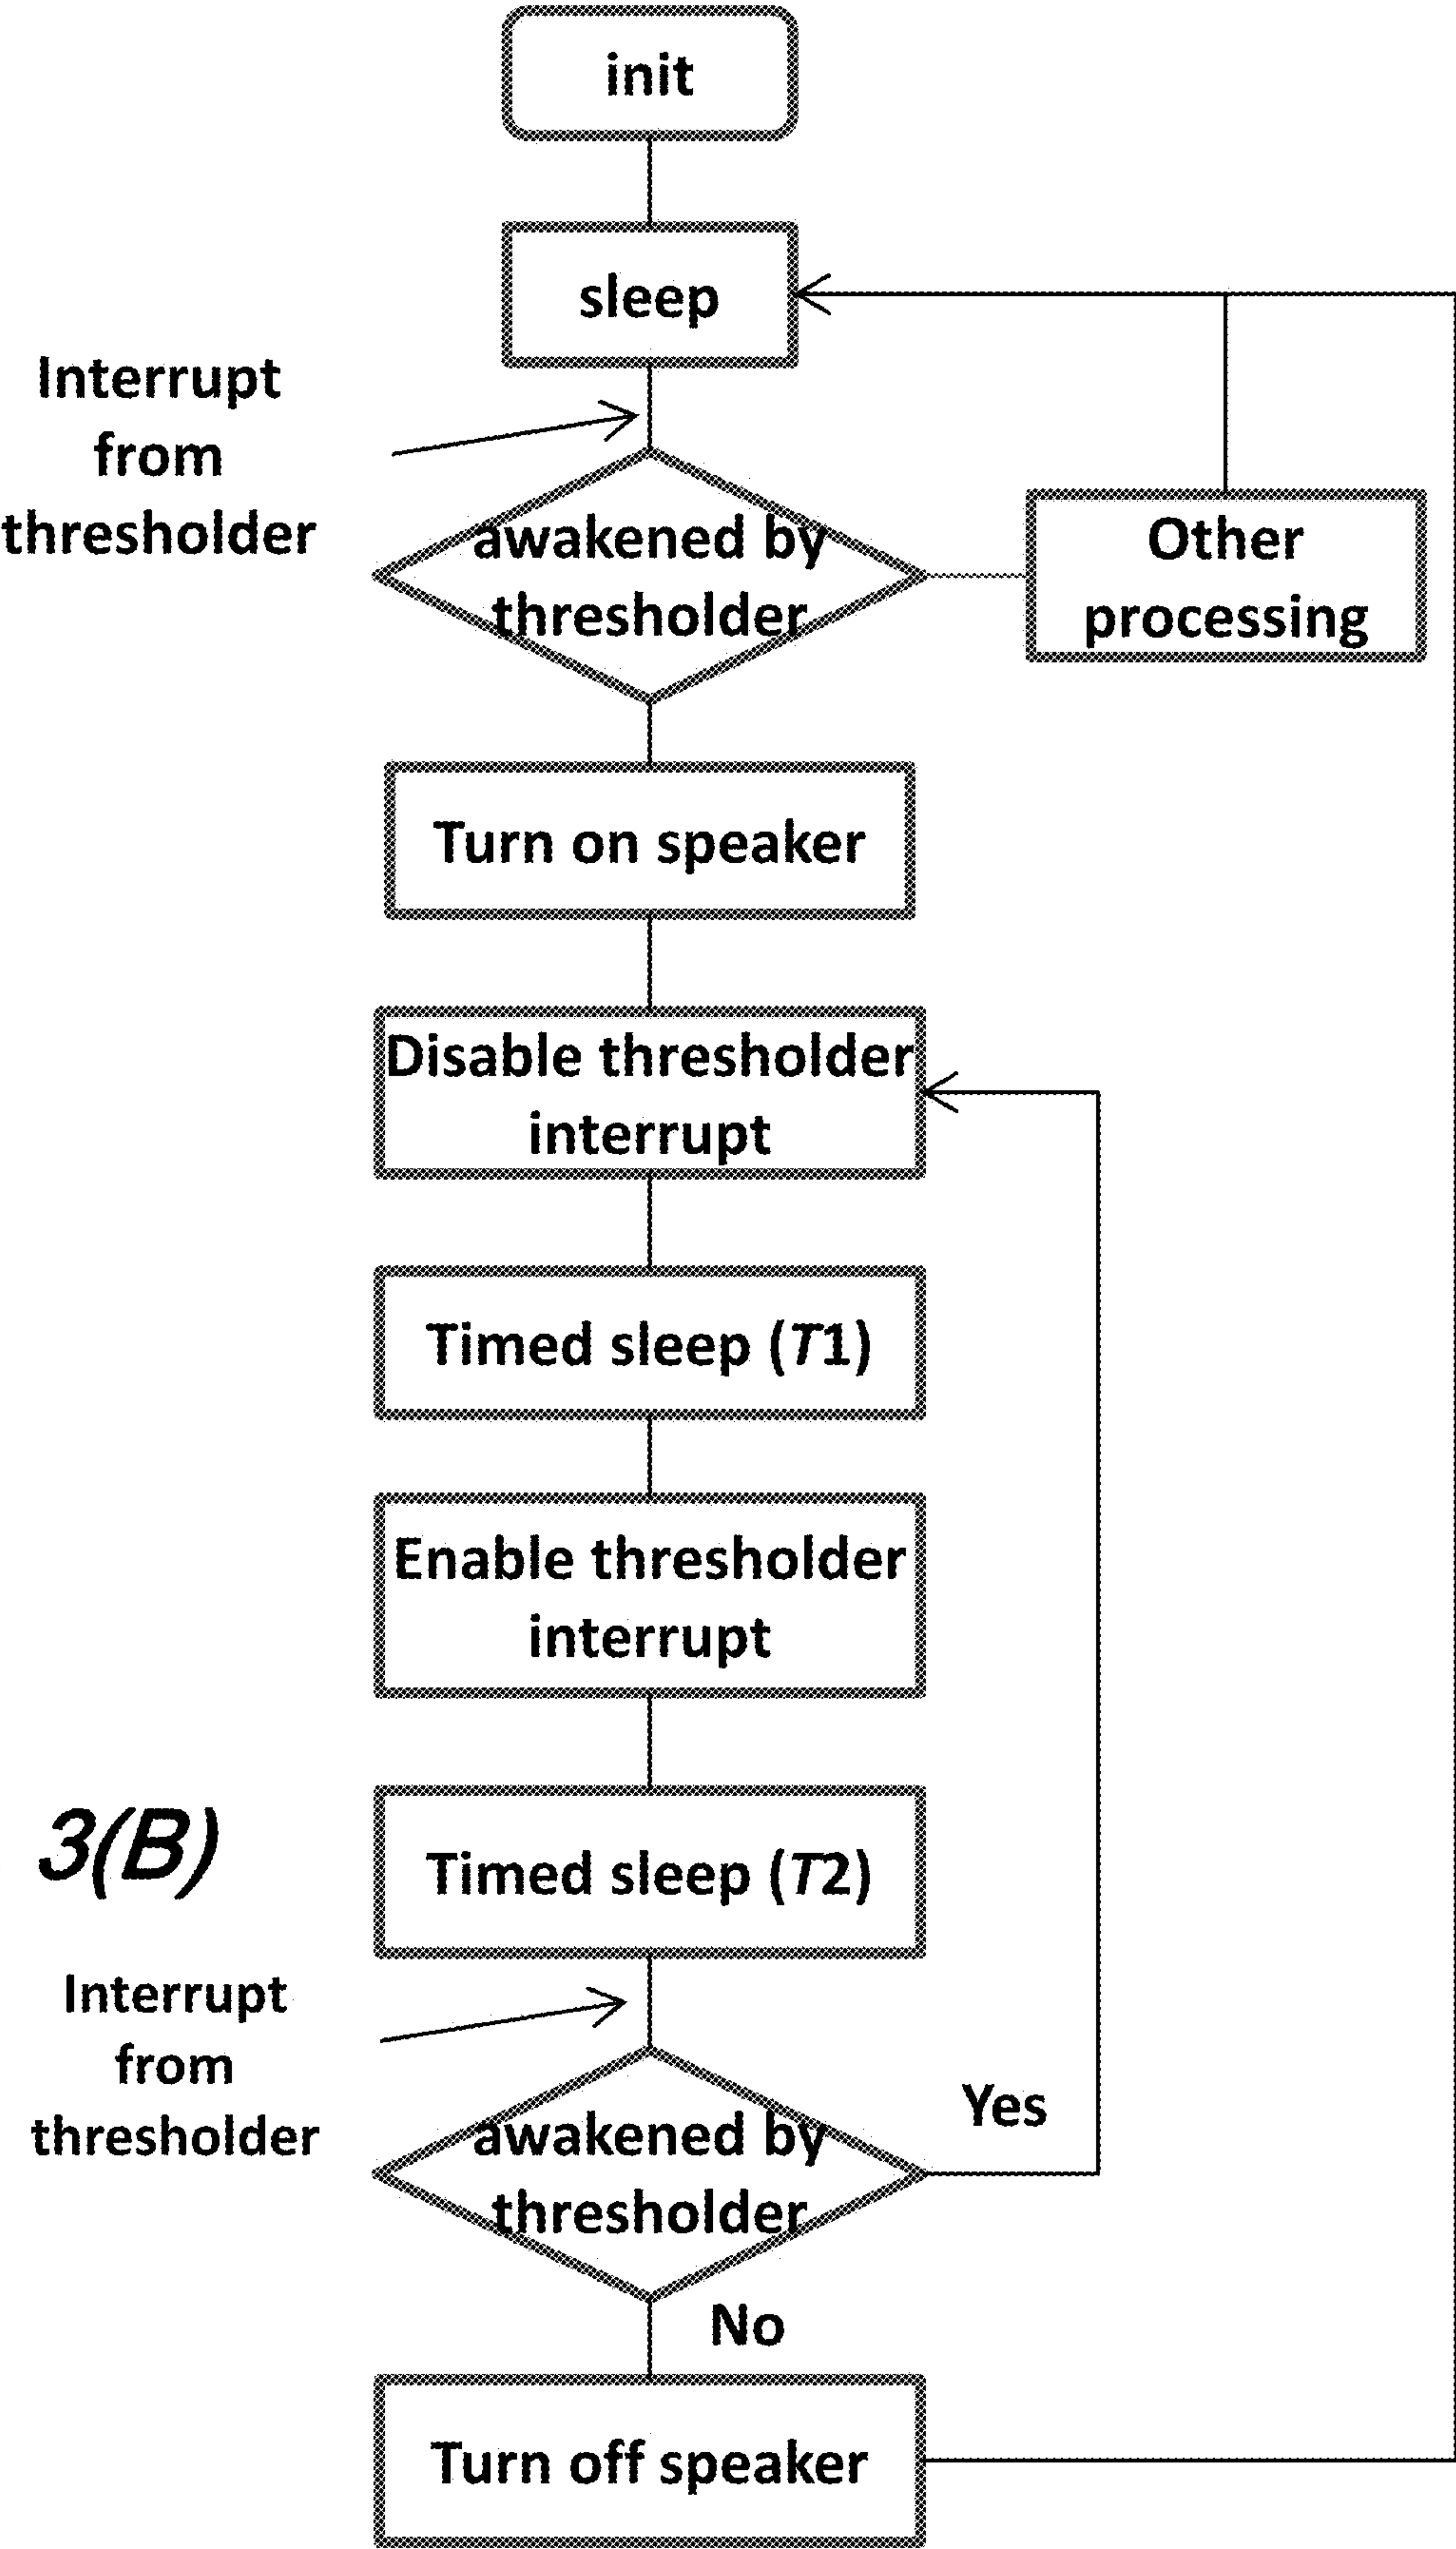 init
sleep
Interrupt
from
thresholder
awakened by
thresholder
Other
processing
Turn on speaker
Disable thresholder
interrupt
Timed sleep (T1)
Enable thresholder
interrupt
3(B)
Timed sleep (T2)
Interrupt
from
thresholder
awakened by
thresholder
Yes
No
Turn off speaker